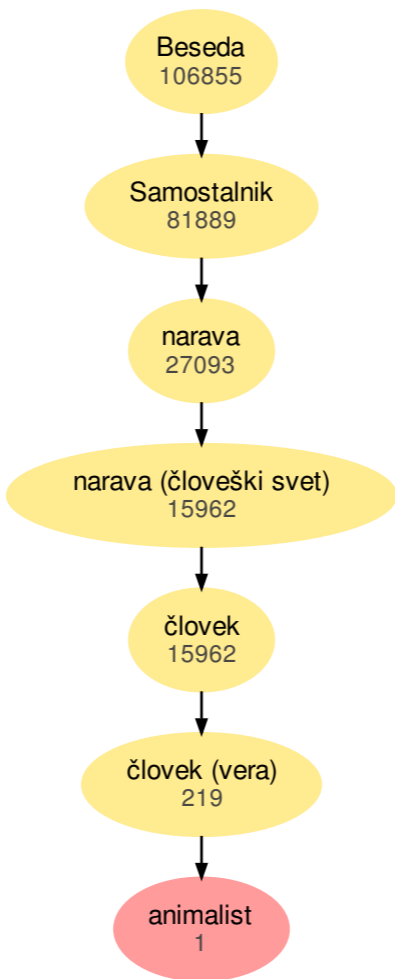 Beseda
106855
Samostalnik
81889
narava
27093
narava (človeški svet)
15962
človek
15962
človek (vera)
219
animalist
1